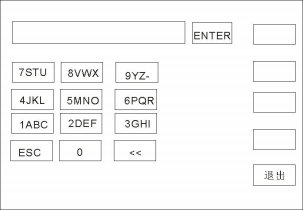 ENTER
7STU 8VWX 9YZ-
4JKL 5MNO 6PQR
1ABC 2DEF 3GHI
ESC 0 <<
退出